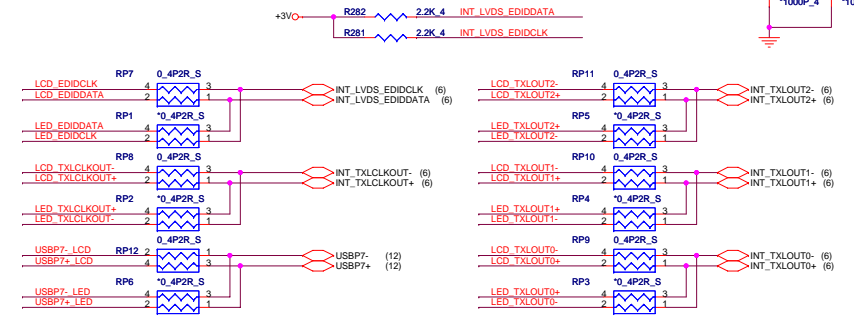 *1000P_4 *10
+3V R282 2.2K_4 INT_LVDS_EDIDDATA
R281 2.2K_4 INT_LVDS_EDIDCLK
RP7 0_4P2R_S
LCD_EDIDCLK 4 3 INT_LVDS_EDIDCLK (6)
LCD_EDIDDATA 2 1 INT_LVDS_EDIDDATA (6)
RP1 *0_4P2R_S
LED_EDIDDATA 4 3
LED_EDIDCLK 2 1
RP8 0_4P2R_S
LCD_TXLCLKOUT- 4 3 INT_TXLCLKOUT- (6)
LCD_TXLCLKOUT+ 2 1 INT_TXLCLKOUT+ (6)
RP2 *0_4P2R_S
LED_TXLCLKOUT+ 4 3
LED_TXLCLKOUT- 2 1
0_4P2R_S
USBP7-_LCD RP12 2 1 USBP7- (12)
USBP7+_LCD 4 3 USBP7+ (12)
RP6 *0_4P2R_S
USBP7-_LED 4 3
USBP7+_LED 2 1
RP11 0_4P2R_S
LCD_TXLOUT2- 4 3 INT_TXLOUT2- (6)
LCD_TXLOUT2+ 2 1 INT_TXLOUT2+ (6)
RP5 *0_4P2R_S
LED_TXLOUT2+ 4 3
LED_TXLOUT2- 2 1
RP10 0_4P2R_S
LCD_TXLOUT1- 4 3 INT_TXLOUT1- (6)
LCD_TXLOUT1+ 2 1 INT_TXLOUT1+ (6)
RP4 *0_4P2R_S
LED_TXLOUT1+ 4 3
LED_TXLOUT1- 2 1
RP9 0_4P2R_S
LCD_TXLOUT0- 4 3 INT_TXLOUT0- (6)
LCD_TXLOUT0+ 2 1 INT_TXLOUT0+ (6)
RP3 *0_4P2R_S
LED_TXLOUT0+ 4 3
LED_TXLOUT0- 2 1